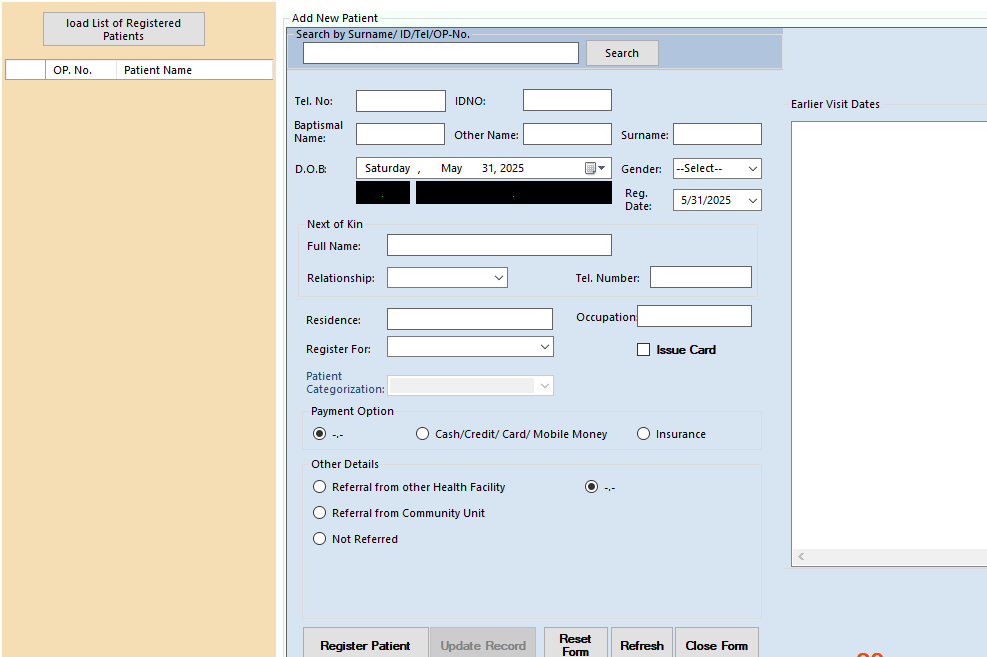 load List of Registered
Patients
OP. No.
Patient Name
Add New Patient
Search by Surname/ ID/Tel/OP-No.
Search
Tel. No:
IDNO:
Baptismal
Name:
Other Name:
Surname:
D.O.B:
Saturday , May 31, 2025
Gender:
--Select--
Reg.
Date:
5/31/2025
Next of Kin
Full Name:
Relationship:
Tel. Number:
Residence:
Occupation:
Register For:
Issue Card
Patient
Categorization:
Payment Option
-.-
Cash/Credit/ Card/ Mobile Money
Insurance
Other Details
Referral from other Health Facility
-.-
Referral from Community Unit
Not Referred
Register Patient
Update Record
Reset
Form
Refresh
Close Form
Earlier Visit Dates